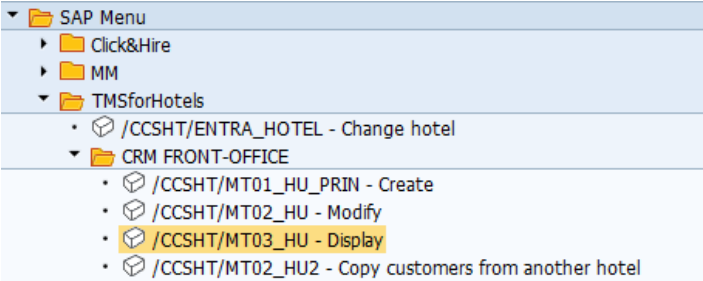 SAP Menu
Click&Hire
MM
TMSforHotels
/CCSHT/ENTRA_HOTEL - Change hotel
CRM FRONT-OFFICE
/CCSHT/MT01_HU_PRIN - Create
/CCSHT/MT02_HU - Modify
/CCSHT/MT03_HU - Display
/CCSHT/MT02_HU2 - Copy customers from another hotel